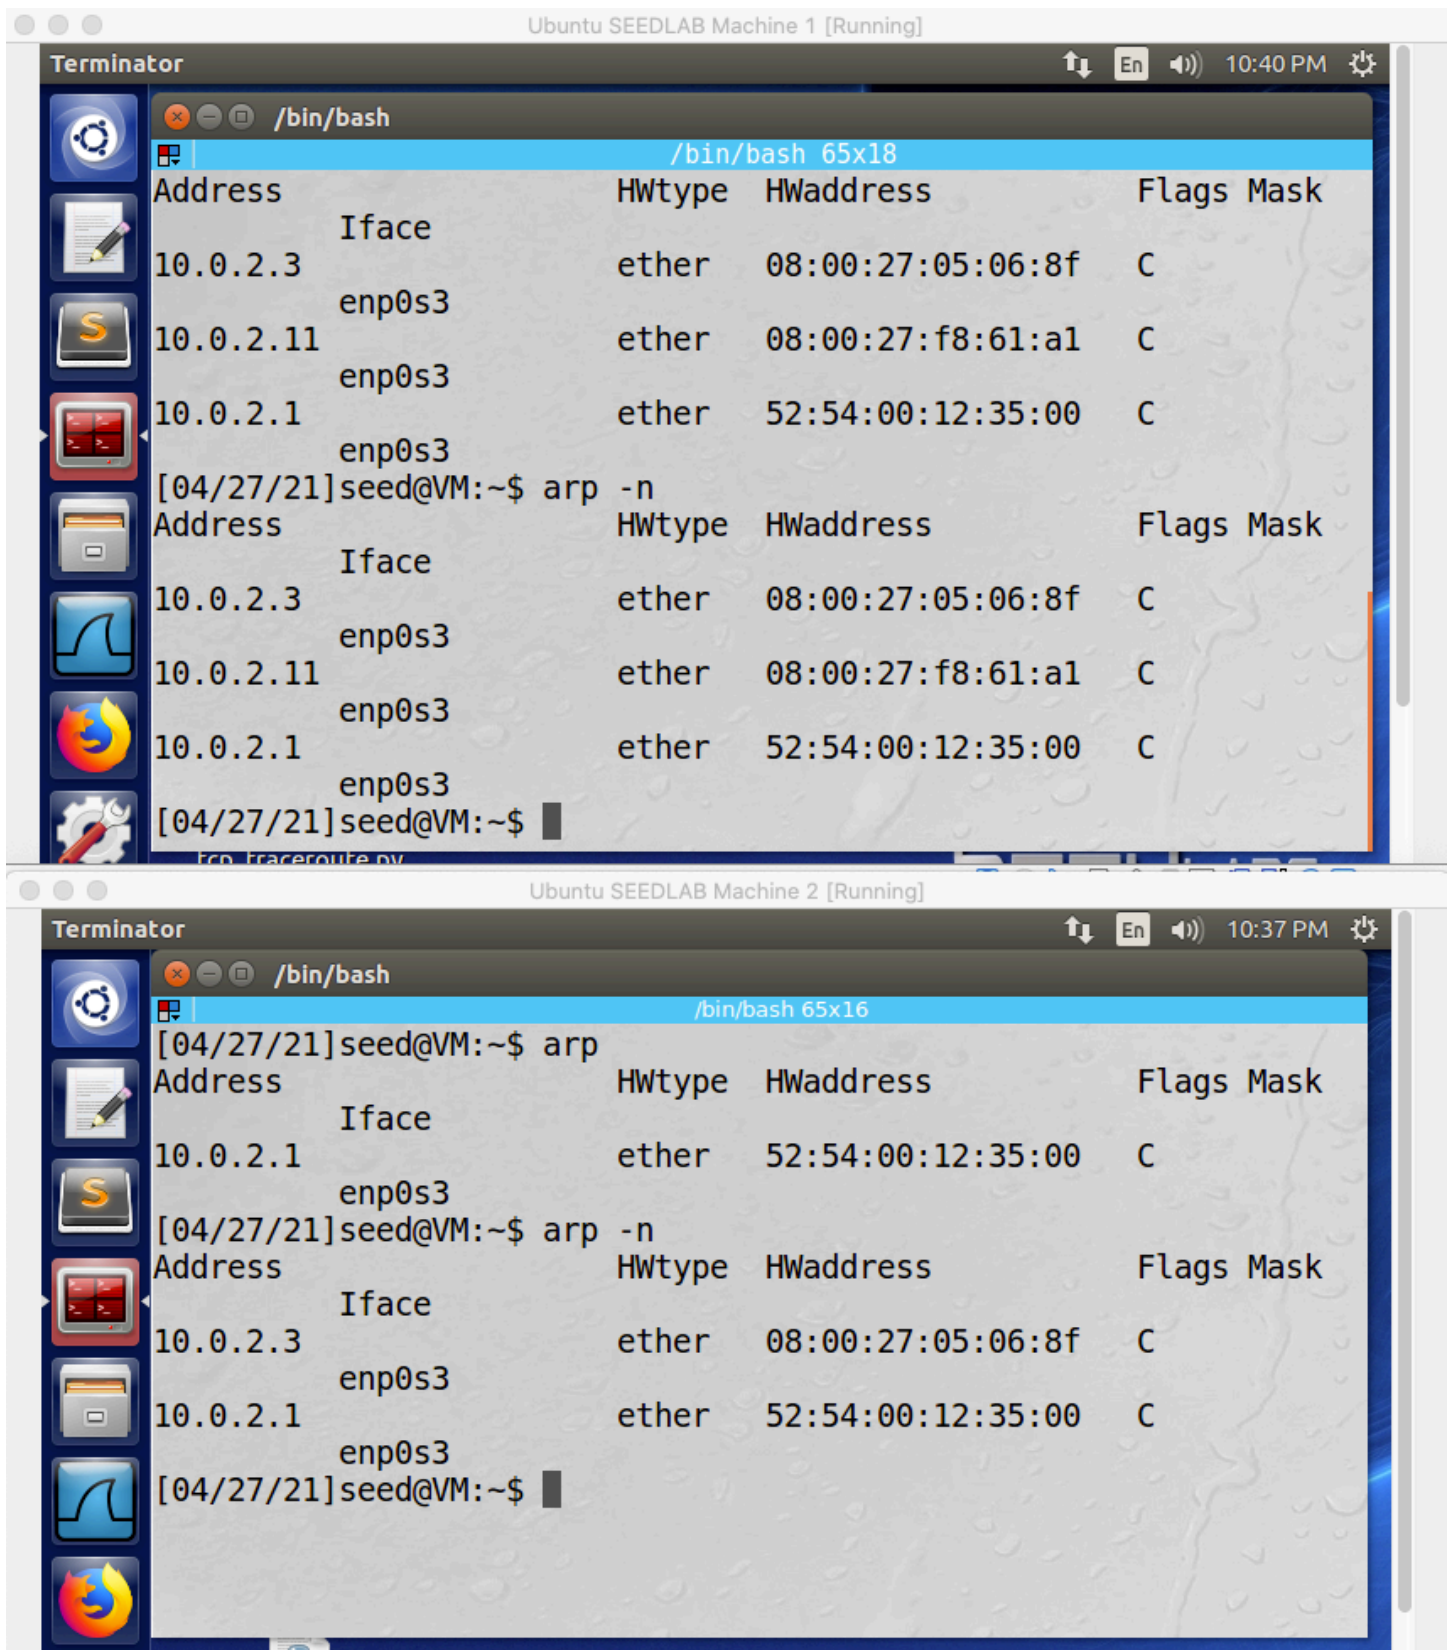 Ubuntu SEEDLAB Machine 1 [Running]
Terminator En 10:40 PM
/bin/bash
/bin/bash 65x18
Address HWtype HWaddress Flags Mask
Iface
10.0.2.3 ether 08:00:27:05:06:8f C
enp0s3
10.0.2.11 ether 08:00:27:f8:61:a1 C
enp0s3
10.0.2.1 ether 52:54:00:12:35:00 C
enp0s3
[04/27/21]seed@VM:~$ arp -n
Address HWtype HWaddress Flags Mask
Iface
10.0.2.3 ether 08:00:27:05:06:8f C
enp0s3
10.0.2.11 ether 08:00:27:f8:61:a1 C
enp0s3
10.0.2.1 ether 52:54:00:12:35:00 C
enp0s3
[04/27/21]seed@VM:~$
tcp_traceroute.py
Ubuntu SEEDLAB Machine 2 [Running]
Terminator En 10:37 PM
/bin/bash
/bin/bash 65x16
[04/27/21]seed@VM:~$ arp
Address HWtype HWaddress Flags Mask
Iface
10.0.2.1 ether 52:54:00:12:35:00 C
enp0s3
[04/27/21]seed@VM:~$ arp -n
Address HWtype HWaddress Flags Mask
Iface
10.0.2.3 ether 08:00:27:05:06:8f C
enp0s3
10.0.2.1 ether 52:54:00:12:35:00 C
enp0s3
[04/27/21]seed@VM:~$